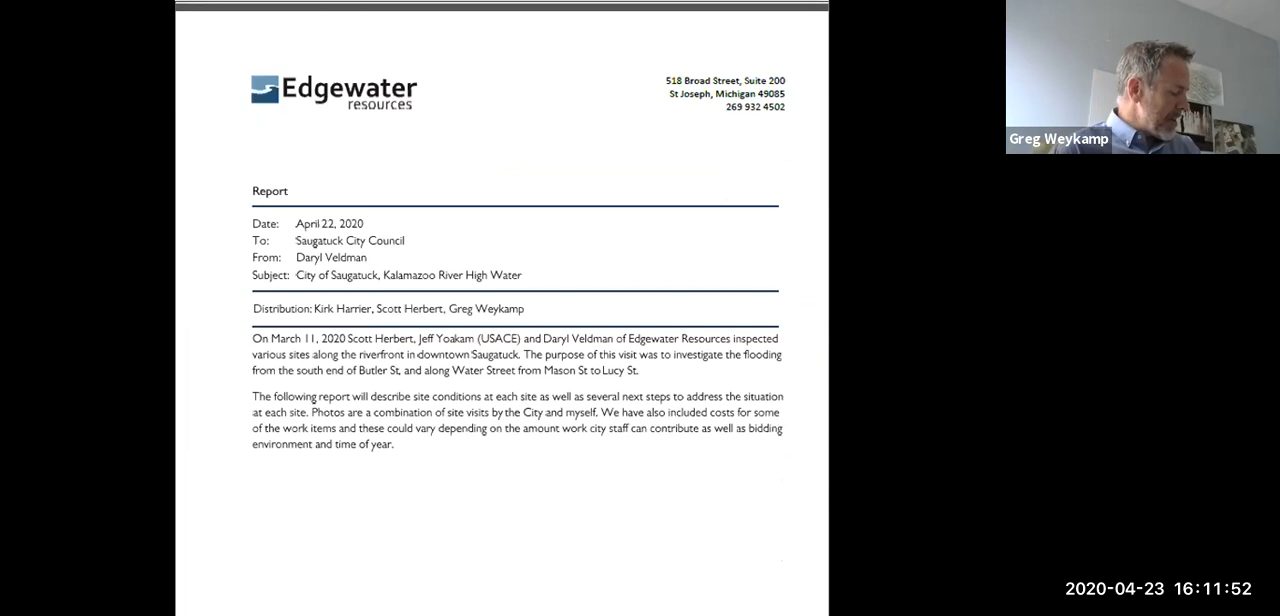 Edgewater
resources
518 Broad Street, Suite 200
St Joseph, Michigan 49085
269 932 4502
Greg Weykamp
Report
Date: April 22, 2020
To: Saugatuck City Council
From: Daryl Veldman
Subject: City of Saugatuck, Kalamazoo River High Water
Distribution: Kirk Harrier, Scott Herbert, Greg Weykamp
On March 11, 2020 Scott Herbert, Jeff Yoakam (USACE) and Daryl Veldman of Edgewater Resources inspected
various sites along the riverfront in downtown Saugatuck. The purpose of this visit was to investigate the flooding
from the south end of Butler St, and along Water Street from Mason St to Lucy St.
The following report will describe site conditions at each site as well as several next steps to address the situation
at each site. Photos are a combination of site visits by the City and myself. We have also included costs for some
of the work items and these could vary depending on the amount work city staff can contribute as well as bidding
environment and time of year.
2020-04-23 16:11:52